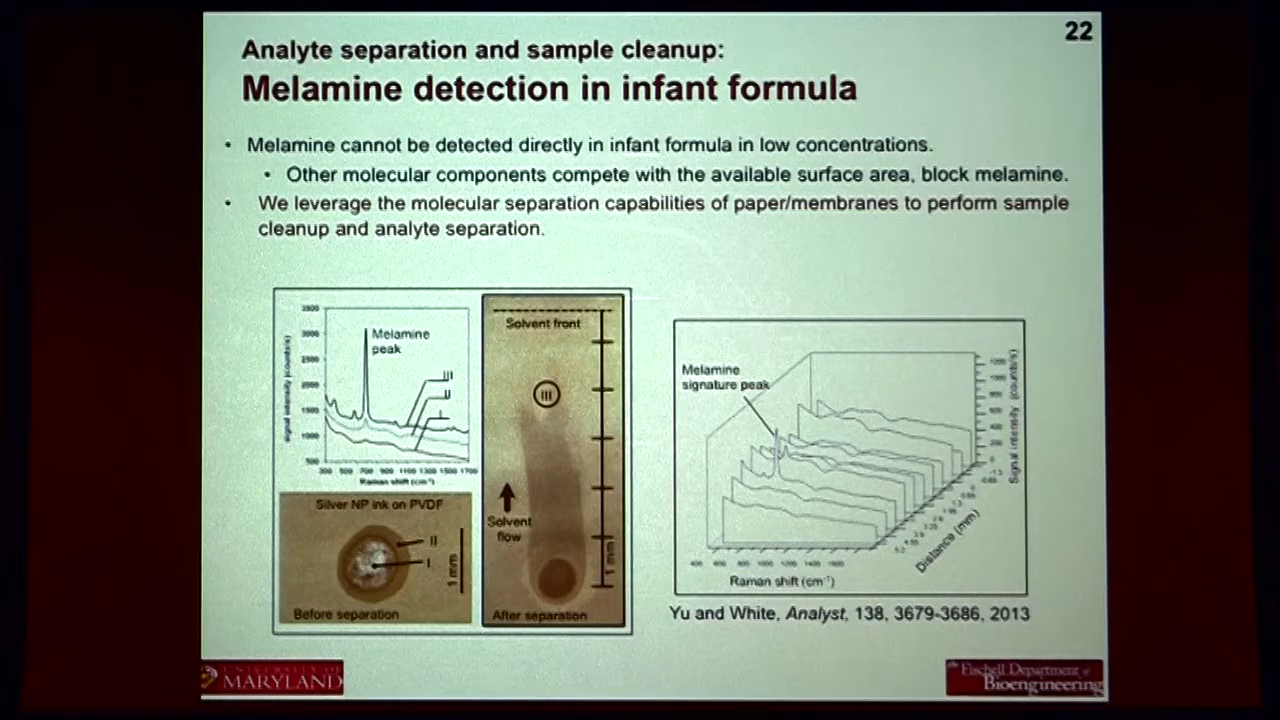 22
Analyte separation and sample cleanup:
Melamine detection in infant formula
• Melamine cannot be detected directly in infant formula in low concentrations.
• Other molecular components compete with the available surface area, block melamine.
• We leverage the molecular separation capabilities of paper/membranes to perform sample
cleanup and analyte separation.
Melamine
peak
III
II
I
Raman shift (cm⁻¹)
Silver NP ink on PVDF
II
I
1 mm
Before separation
Solvent front
III
Solvent
flow
1 mm
After separation
Melamine
signature peak
Signal intensity (counts/s)
Distance (mm)
Raman shift (cm⁻¹)
Yu and White, Analyst, 138, 3679-3686, 2013
UNIVERSITY OF
MARYLAND
Fischell Department of
Bioengineering